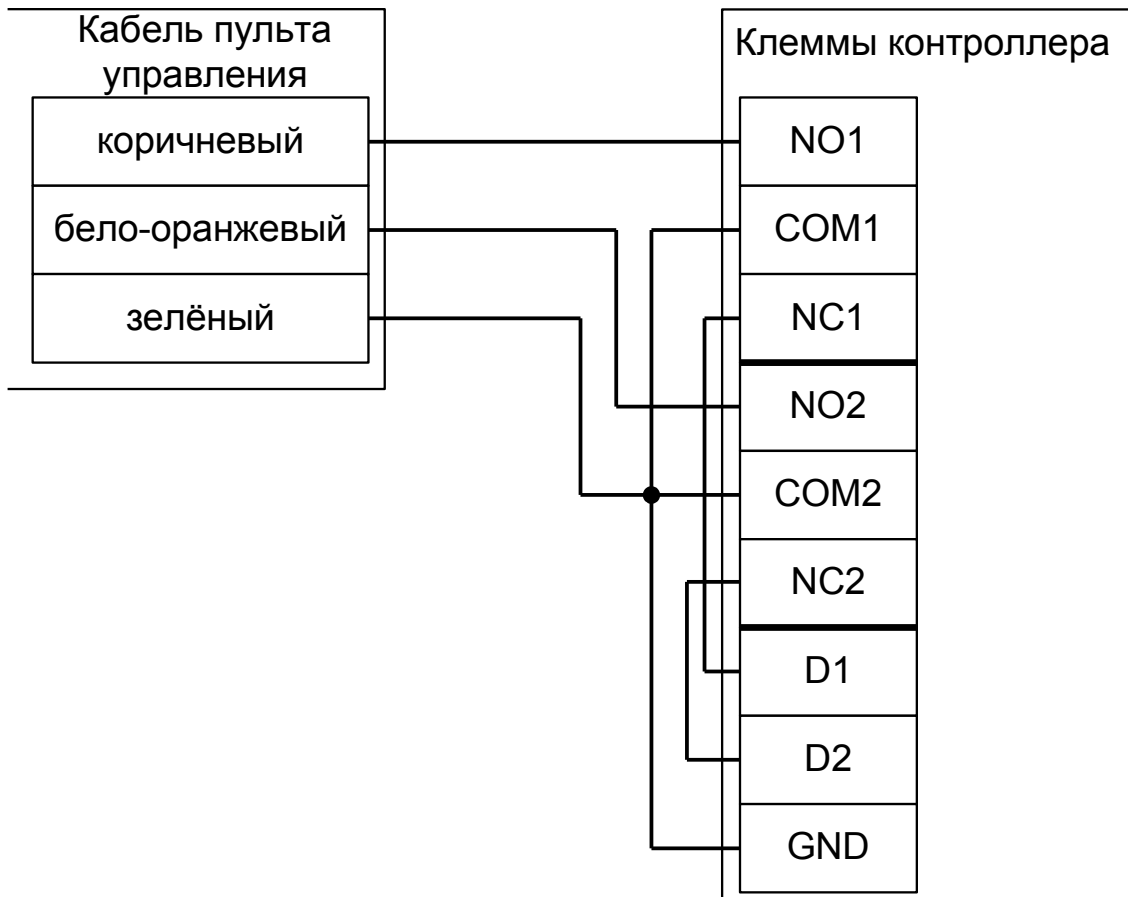 Кабель пульта
управления
коричневый
бело-оранжевый
зелёный
Клеммы контроллера
NO1
COM1
NC1
NO2
COM2
NC2
D1
D2
GND